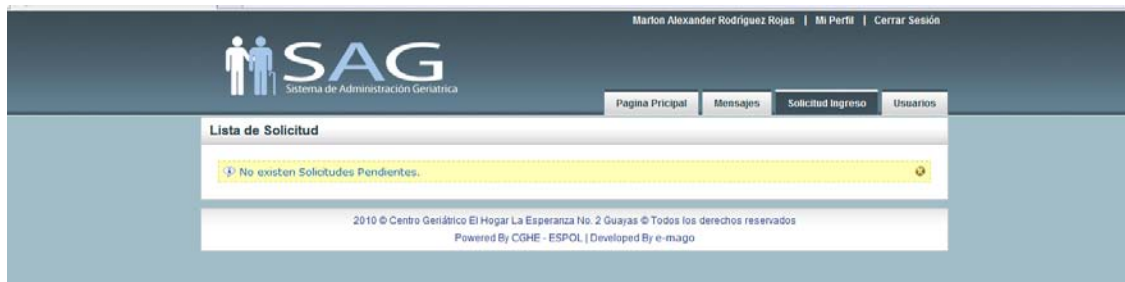 Marlon Alexander Rodríguez Rojas | Mi Perfil | Cerrar Sesión
SAG
Sistema de Administración Geriatrica
Pagina Pricipal Mensajes Solicitud Ingreso Usuarios
Lista de Solicitud
No existen Solicitudes Pendientes.
2010 © Centro Geriátrico El Hogar La Esperanza No. 2 Guayas © Todos los derechos reservados
Powered By CGHE - ESPOL | Developed By e-mago